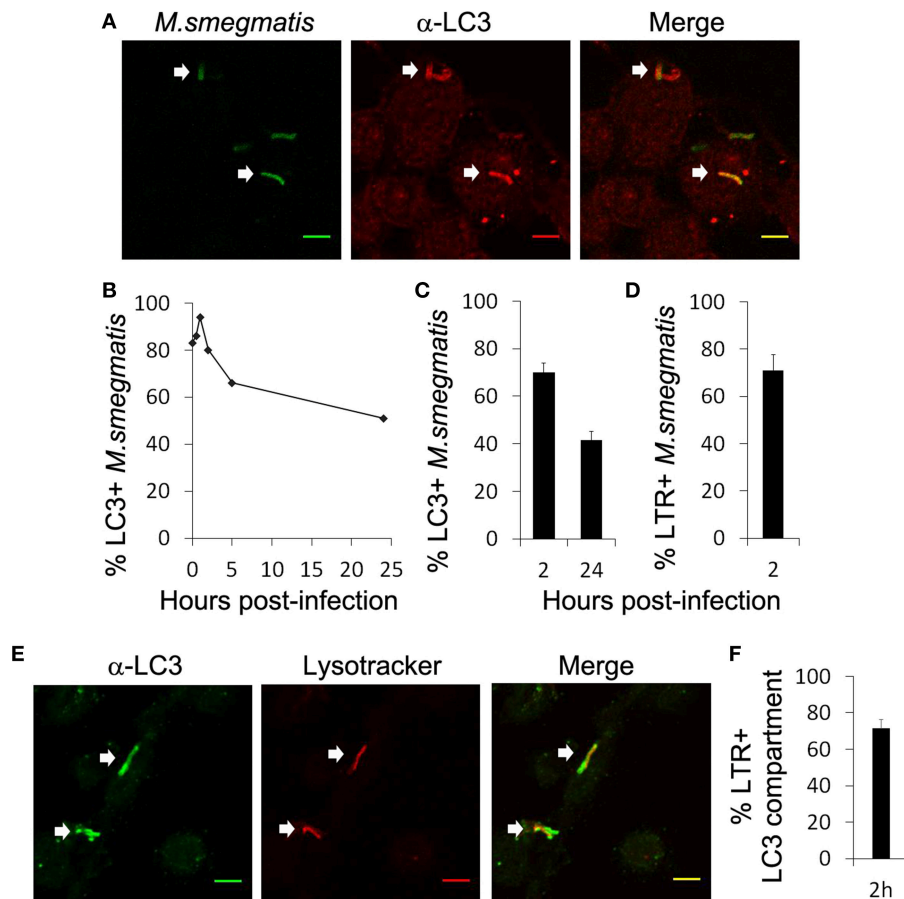 A
M.smegmatis
α-LC3
Merge
B
% LC3+ M.smegmatis
100
80
60
40
20
0
0 5 10 15 20 25
Hours post-infection
C
% LC3+ M.smegmatis
100
80
60
40
20
0
2 24
D
% LTR+ M.smegmatis
100
80
60
40
20
0
2
Hours post-infection
E
α-LC3
Lysotracker
Merge
F
% LTR+
LC3 compartment
100
80
60
40
20
0
2h